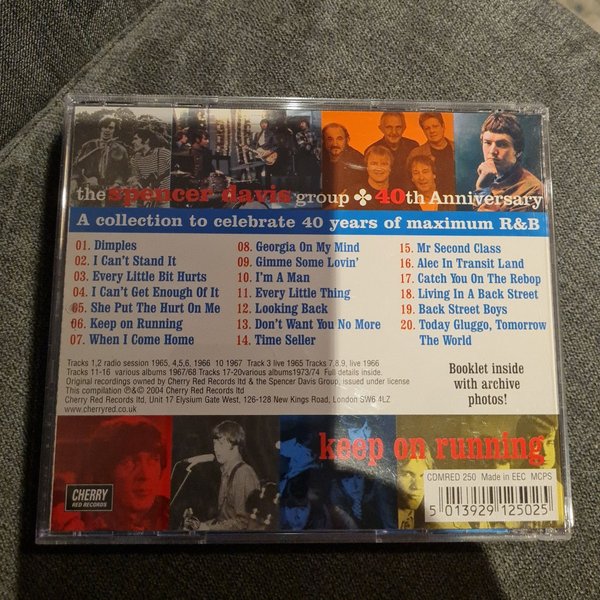 the spencer davis group ✤ 40th Anniversary
A collection to celebrate 40 years of maximum R&B
01. Dimples
02. I Can't Stand It
03. Every Little Bit Hurts
04. I Can't Get Enough Of It
05. She Put The Hurt On Me
06. Keep on Running
07. When I Come Home
08. Georgia On My Mind
09. Gimme Some Lovin'
10. I'm A Man
11. Every Little Thing
12. Looking Back
13. Don't Want You No More
14. Time Seller
15. Mr Second Class
16. Alec In Transit Land
17. Catch You On The Rebop
18. Living In A Back Street
19. Back Street Boys
20. Today Gluggo, Tomorrow
The World
Tracks 1,2 radio session 1965, 4,5,6, 1966 10 1967 Track 3 live 1965 Tracks 7,8,9, live 1966
Tracks 11-16 various albums 1967/68 Tracks 17-20various albums1973/74 Full details inside.
Original recordings owned by Cherry Red Records ltd & the Spencer Davis Group, issued under license
This compilation ℗&© 2004 Cherry Red Records ltd
Cherry Red Records ltd, Unit 17 Elysium Gate West, 126-128 New Kings Road, London SW6 4LZ
www.cherryred.co.uk
Booklet inside
with archive
photos!
keep on running
CHERRY
RED RECORDS
CDMRED 250 Made in EEC MCPS
5 013929 125025